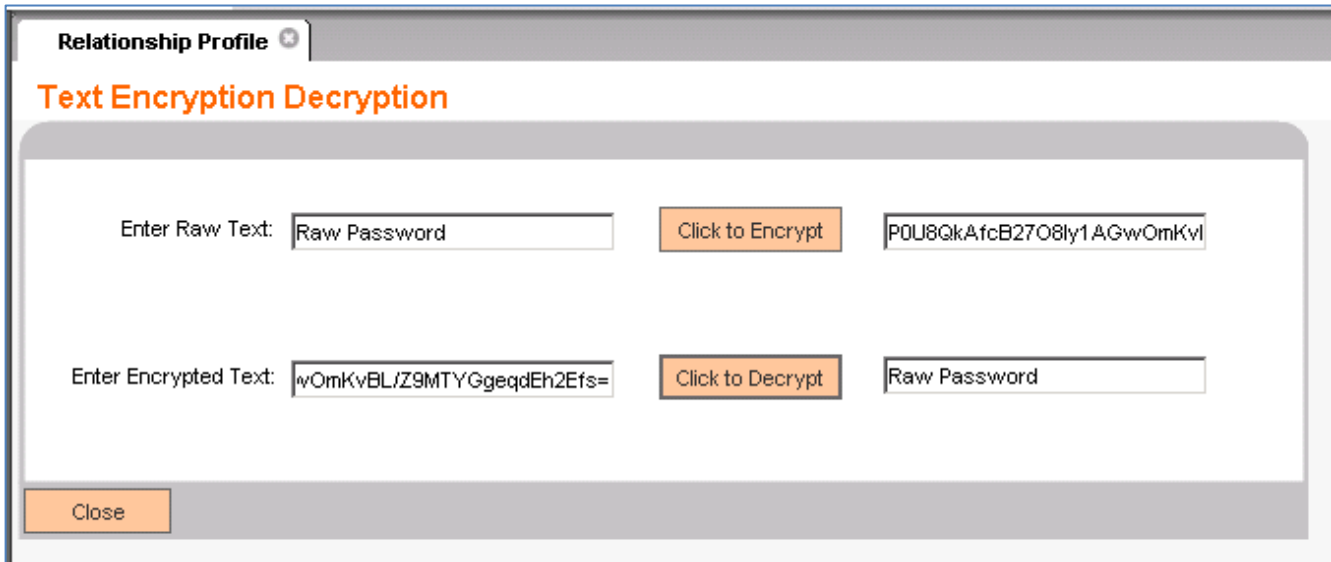 Relationship Profile
Text Encryption Decryption
Enter Raw Text: Raw Password Click to Encrypt P0U8QkAfcB27O8ly1AGwOmKvl
Enter Encrypted Text: wOmKvBL/Z9MTYGgeqdEh2Efs= Click to Decrypt Raw Password
Close